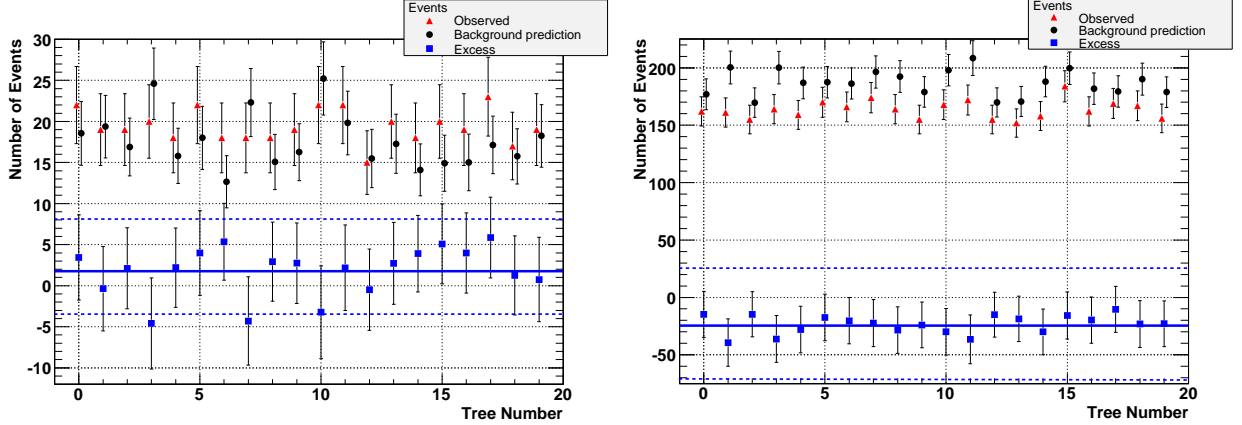 Events
Observed
Background prediction
Excess
Number of Events
30
25
20
15
10
5
0
-5
-10
0 5 10 15 20
Tree Number
Events
Observed
Background prediction
Excess
Number of Events
200
150
100
50
0
-50
0 5 10 15 20
Tree Number